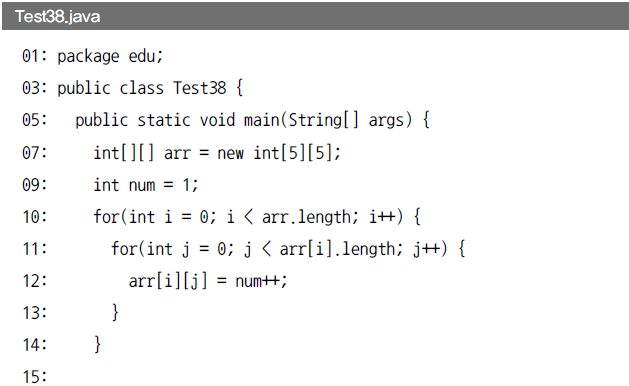 Test38.java
01: package edu;
03: public class Test38 {
05: public static void main(String[] args) {
07: int[][] arr = new int[5][5];
09: int num = 1;
10: for(int i = 0; i < arr.length; i++) {
11: for(int j = 0; j < arr[i].length; j++) {
12: arr[i][j] = num++;
13: }
14: }
15: